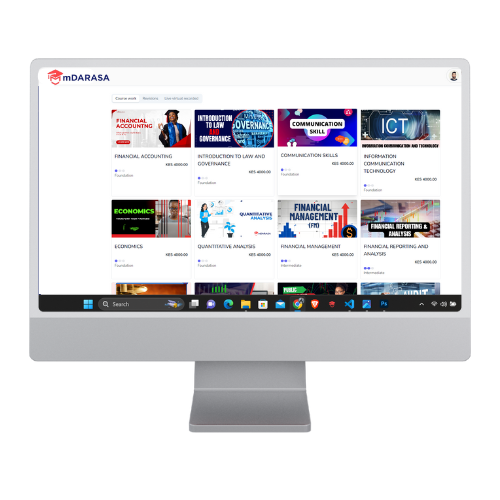 mDARASA
Course work Revisions Live virtual recorded
FINANCIAL
ACCOUNTING
INTRODUCTION
TO LAW
AND
GOVERNANCE
COMMUNICATION
SKILL
ICT
INFORMATION COMMUNICATION AND TECHNOLOGY
FINANCIAL ACCOUNTING
KES 4000.00
Foundation
INTRODUCTION TO LAW AND
GOVERNANCE
KES 4000.00
Foundation
COMMUNICATION SKILLS
KES 4000.00
Foundation
INFORMATION
COMMUNICATION
TECHNOLOGY
KES 4000.00
Foundation
ECONOMICS
QUANTITATIVE
ANALYSIS
FINANCIAL
MANAGEMENT
(FM)
FINANCIAL REPORTING &
ANALYSIS
ECONOMICS
KES 4000.00
Foundation
QUANTITATIVE ANALYSIS
KES 4000.00
Foundation
FINANCIAL MANAGEMENT
KES 4000.00
Intermediate
FINANCIAL REPORTING AND
ANALYSIS
KES 4000.00
Intermediate
PUBLIC
AUDIT
Search
Ps